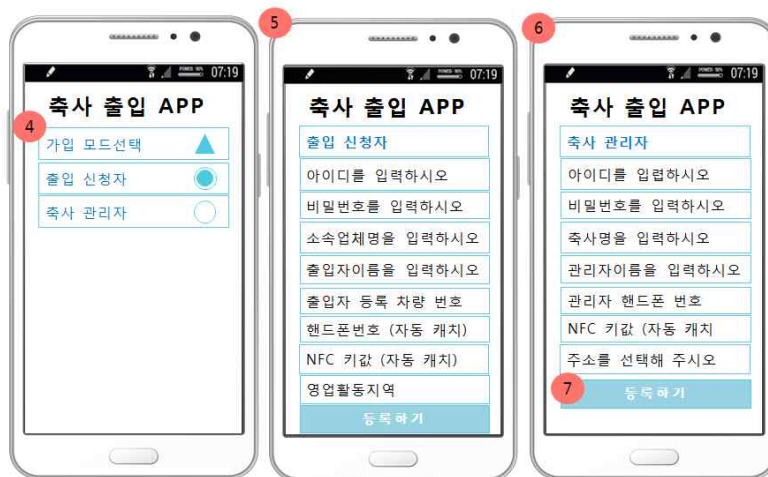 4
07:19
축사 출입 APP
가입 모드선택
출입 신청자
축사 관리자
5
07:19
축사 출입 APP
출입 신청자
아이디를 입력하시오
비밀번호를 입력하시오
소속업체명을 입력하시오
출입자이름을 입력하시오
출입자 등록 차량 번호
핸드폰번호 (자동 캐치)
NFC 키값 (자동 캐치)
영업활동지역
등록하기
6
07:19
축사 출입 APP
축사 관리자
아이디를 입렵하시오
비밀번호를 입력하시오
축사명을 입력하시오
관리자이름을 입력하시오
관리자 핸드폰 번호
NFC 키값 (자동 캐치
주소를 선택해 주시오
7
등록하기